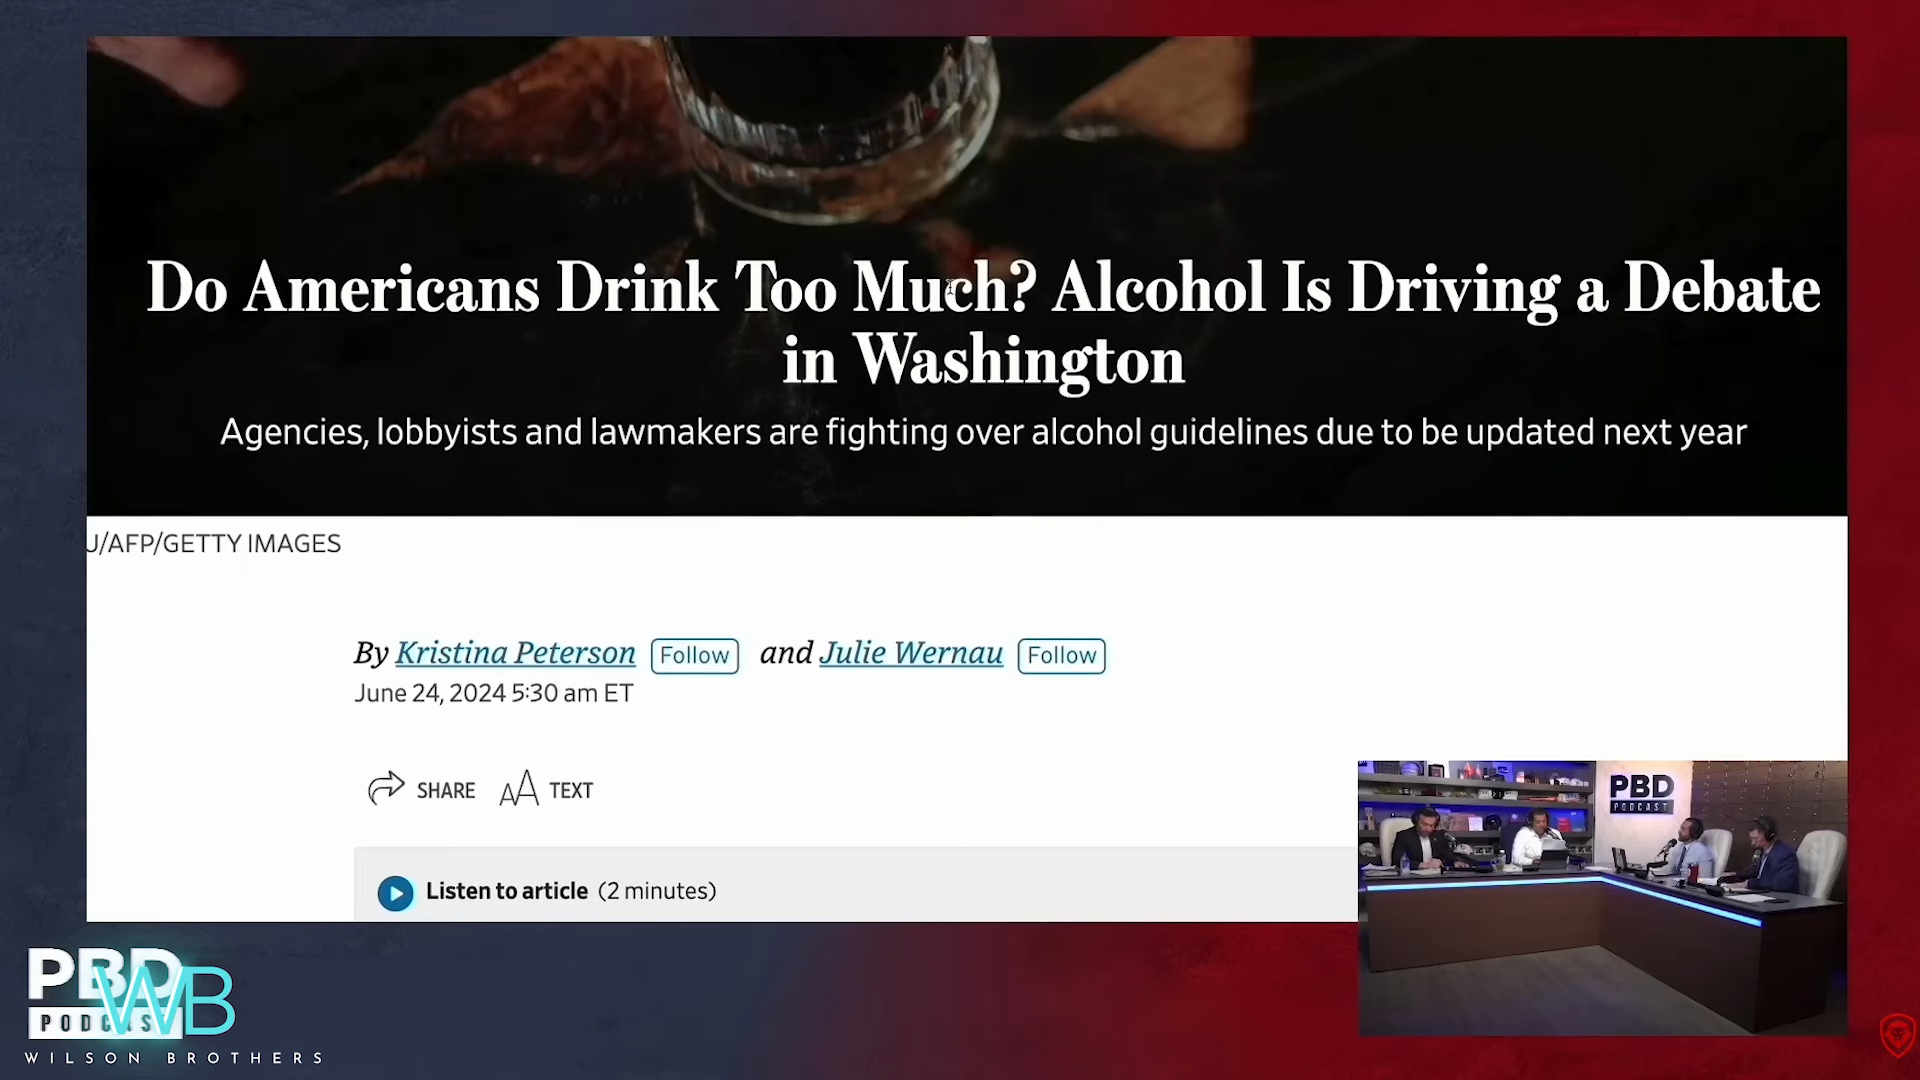 Do Americans Drink Too Much? Alcohol Is Driving a Debate
in Washington
Agencies, lobbyists and lawmakers are fighting over alcohol guidelines due to be updated next year
J/AFP/GETTY IMAGES
By Kristina Peterson Follow and Julie Wernau Follow
June 24, 2024 5:30 am ET
SHARE AA TEXT
Listen to article (2 minutes)
PBD
PODCAST
PBD
PODCAST
WB
WILSON BROTHERS